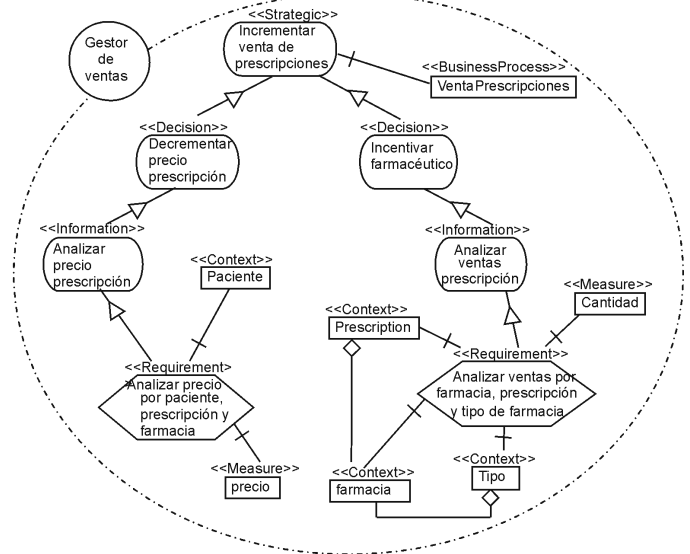 <<Strategic>>
Incrementar
venta de
prescripciones
Gestor
de
ventas
<<BusinessProcess>>
VentaPrescripciones
<<Decision>>
Decrementar
precio
prescripción
<<Decision>>
Incentivar
farmacéutico
<<Information>>
Analizar
precio
prescripción
<<Information>>
Analizar
ventas
prescripción
<<Context>>
Paciente
<<Measure>>
Cantidad
<<Context>>
Prescription
<<Requirement>
Analizar precio
por paciente,
prescripción y
farmacia
<<Requirement>>
Analizar ventas por
farmacia, prescripción
y tipo de farmacia
<<Measure>>
precio
<<Context>>
farmacia
<<Context>>
Tipo